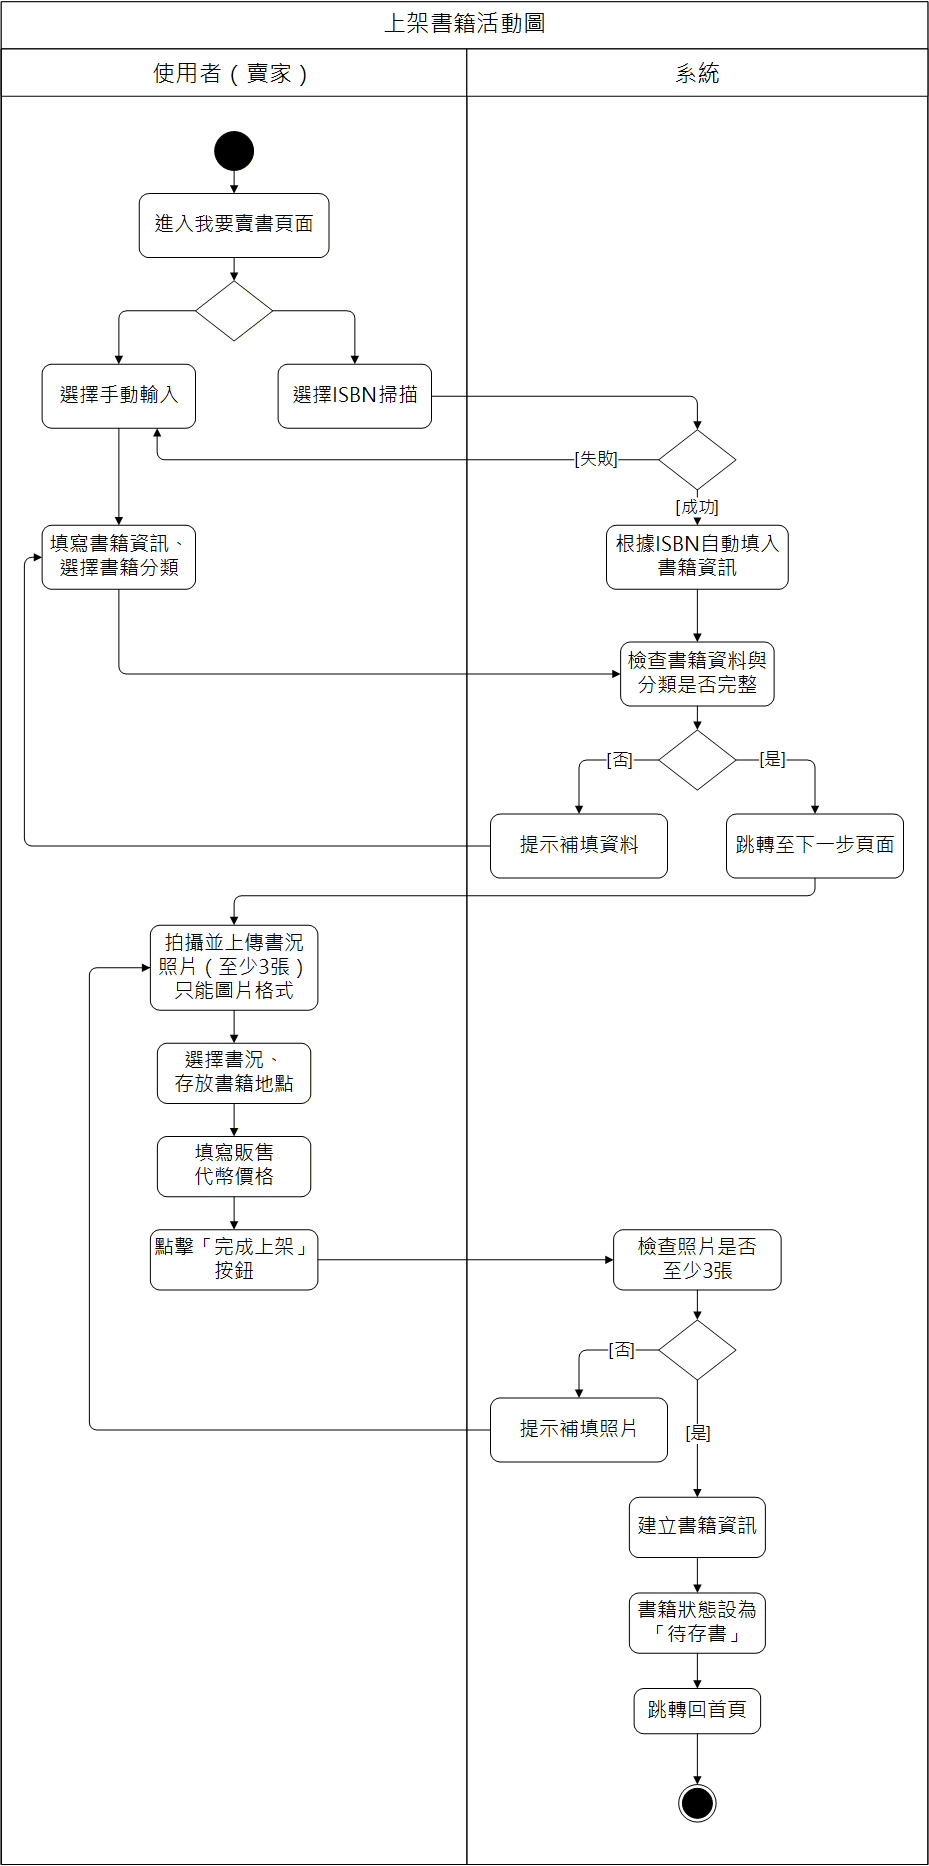 上架書籍活動圖
使用者（賣家）
系統
進入我要賣書頁面
選擇手動輸入
選擇ISBN掃描
[失敗]
[成功]
填寫書籍資訊、
選擇書籍分類
根據ISBN自動填入
書籍資訊
檢查書籍資料與
分類是否完整
[否]
[是]
提示補填資料
跳轉至下一步頁面
拍攝並上傳書況
照片（至少3張）
只能圖片格式
選擇書況、
存放書籍地點
填寫販售
代幣價格
點擊「完成上架」
按鈕
檢查照片是否
至少3張
[否]
提示補填照片
[是]
建立書籍資訊
書籍狀態設為
「待存書」
跳轉回首頁